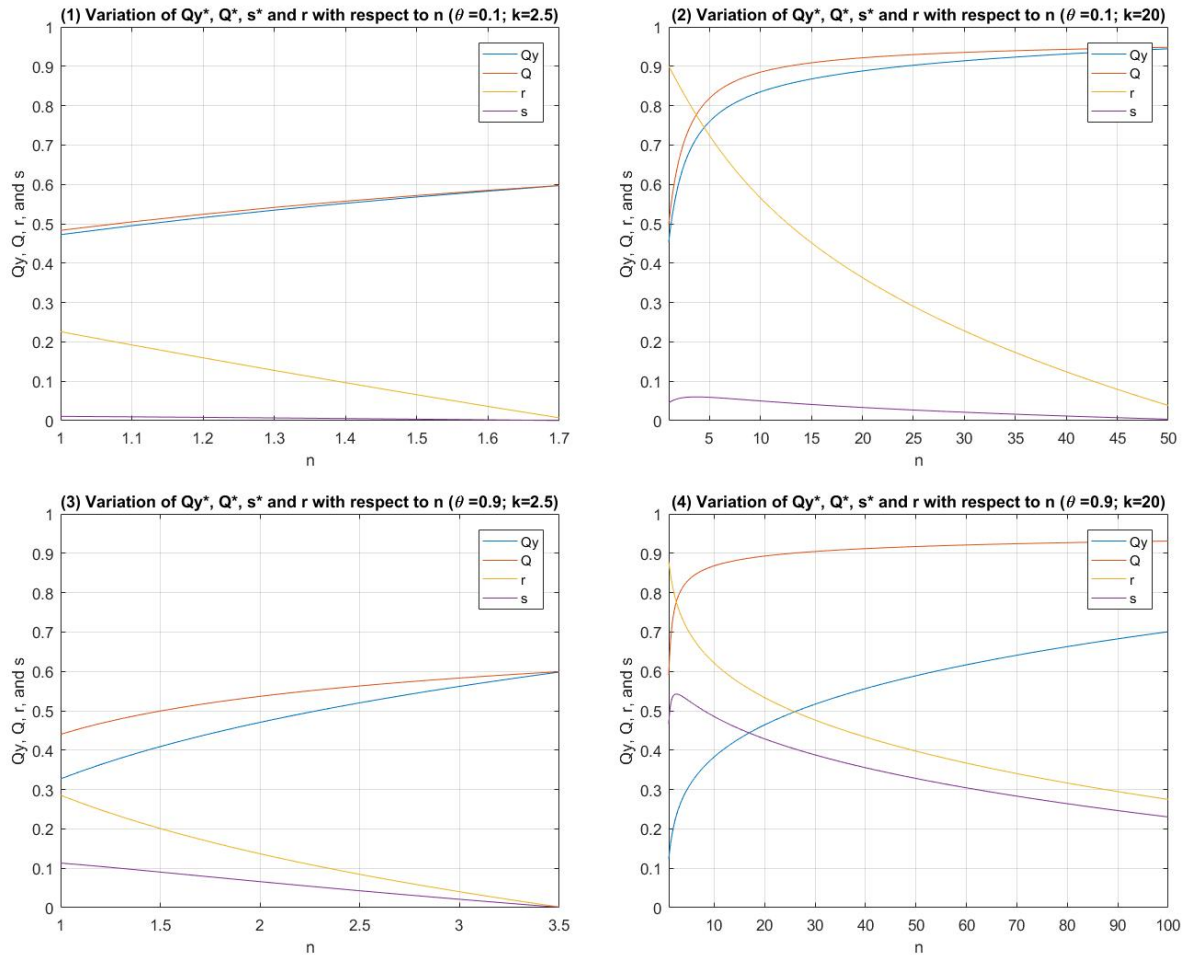 (1) Variation of Qy*, Q*, s* and r with respect to n (θ =0.1; k=2.5)
1
0.9
0.8
0.7
0.6
0.5
0.4
0.3
0.2
0.1
0
Qy, Q, r, and s
Qy
Q
r
s
1 1.1 1.2 1.3 1.4 1.5 1.6 1.7
n
(2) Variation of Qy*, Q*, s* and r with respect to n (θ =0.1; k=20)
1
0.9
0.8
0.7
0.6
0.5
0.4
0.3
0.2
0.1
0
Qy, Q, r, and s
Qy
Q
r
s
5 10 15 20 25 30 35 40 45 50
n
(3) Variation of Qy*, Q*, s* and r with respect to n (θ =0.9; k=2.5)
1
0.9
0.8
0.7
0.6
0.5
0.4
0.3
0.2
0.1
0
Qy, Q, r, and s
Qy
Q
r
s
1 1.5 2 2.5 3 3.5
n
(4) Variation of Qy*, Q*, s* and r with respect to n (θ =0.9; k=20)
1
0.9
0.8
0.7
0.6
0.5
0.4
0.3
0.2
0.1
0
Qy, Q, r, and s
Qy
Q
r
s
10 20 30 40 50 60 70 80 90 100
n